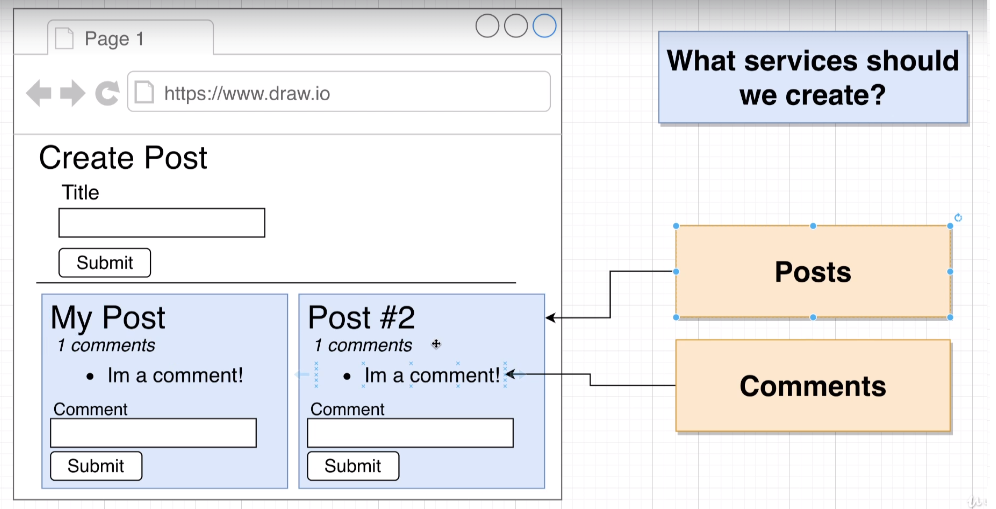 Page 1
https://www.draw.io
What services should
we create?
Create Post
Title
Submit
My Post
1 comments
Im a comment!
Comment
Submit
Post #2
1 comments
Im a comment!
Comment
Submit
Posts
Comments